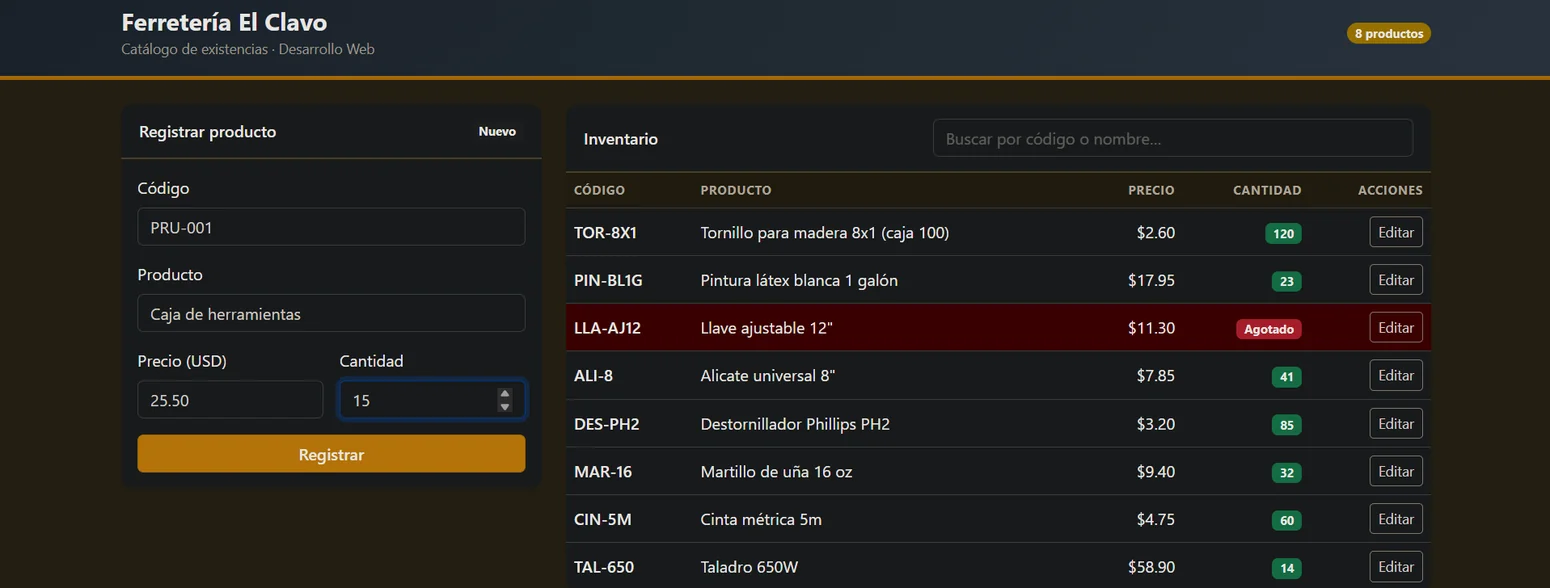 Ferretería El Clavo
Catálogo de existencias · Desarrollo Web
8 productos
Registrar producto
Nuevo
Código
PRU-001
Producto
Caja de herramientas
Precio (USD) Cantidad
25.50 15
Registrar
Inventario
Buscar por código o nombre...
CÓDIGO PRODUCTO PRECIO CANTIDAD ACCIONES
TOR-8X1 Tornillo para madera 8x1 (caja 100) $2.60 120 Editar
PIN-BL1G Pintura látex blanca 1 galón $17.95 23 Editar
LLA-AJ12 Llave ajustable 12" $11.30 Agotado Editar
ALI-8 Alicate universal 8" $7.85 41 Editar
DES-PH2 Destornillador Phillips PH2 $3.20 85 Editar
MAR-16 Martillo de uña 16 oz $9.40 32 Editar
CIN-5M Cinta métrica 5m $4.75 60 Editar
TAL-650 Taladro 650W $58.90 14 Editar